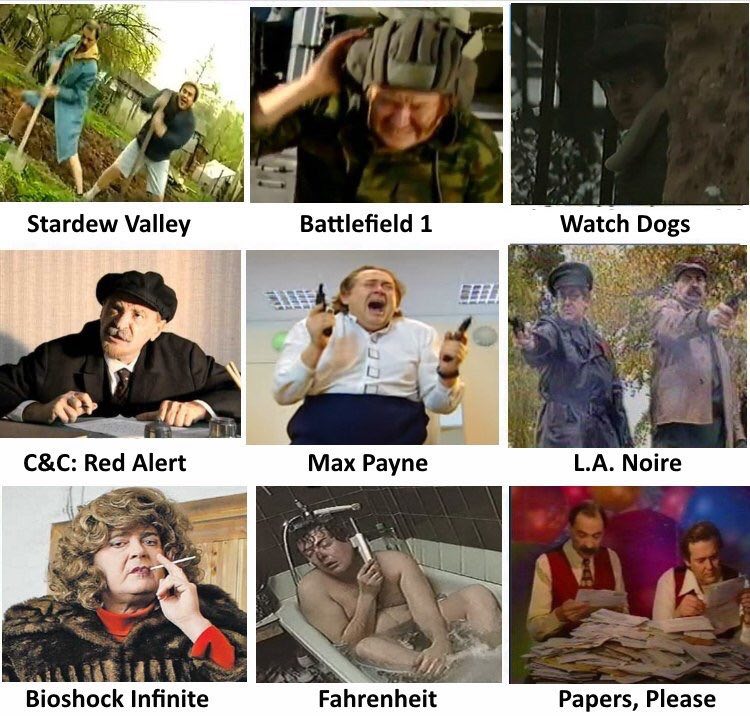 Stardew Valley
Battlefield 1
Watch Dogs
C&C: Red Alert
Max Payne
L.A. Noire
Bioshock Infinite
Fahrenheit
Papers, Please